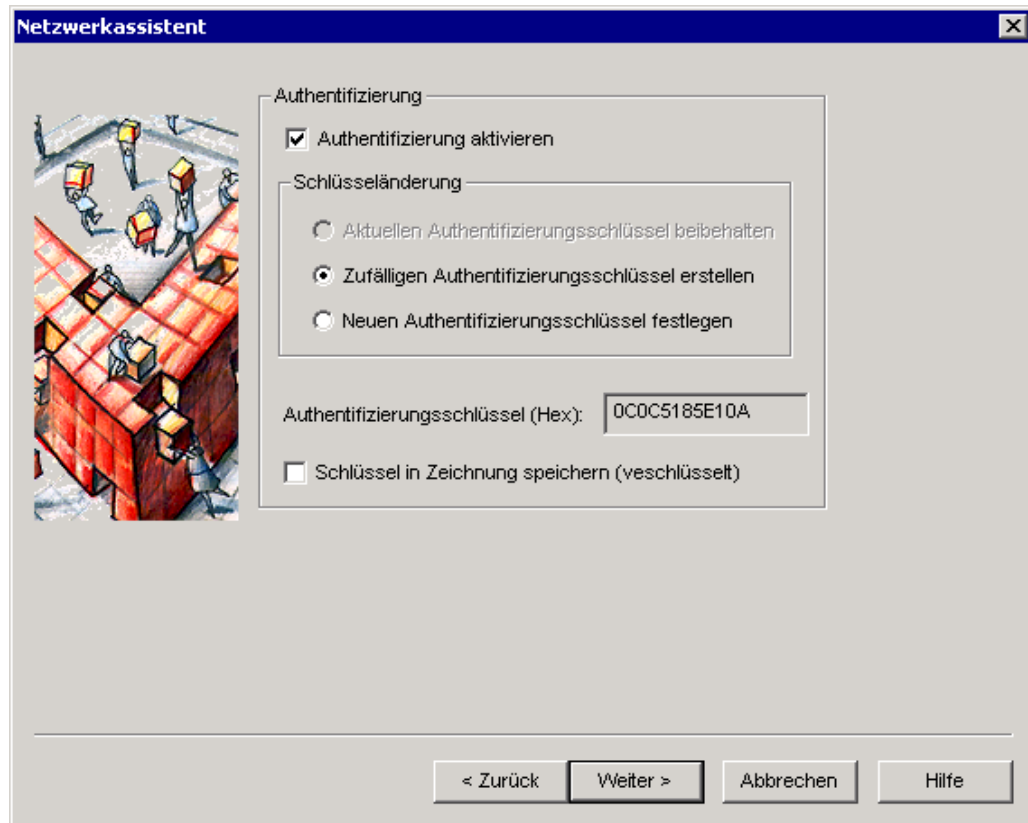 Netzwerkassistent
Authentifizierung
Authentifizierung aktivieren
Schlüsseländerung
Aktuellen Authentifizierungsschlüssel beibehalten
Zufälligen Authentifizierungsschlüssel erstellen
Neuen Authentifizierungsschlüssel festlegen
Authentifizierungsschlüssel (Hex): 0C0C5185E10A
Schlüssel in Zeichnung speichern (veschlüsselt)
< Zurück Weiter > Abbrechen Hilfe